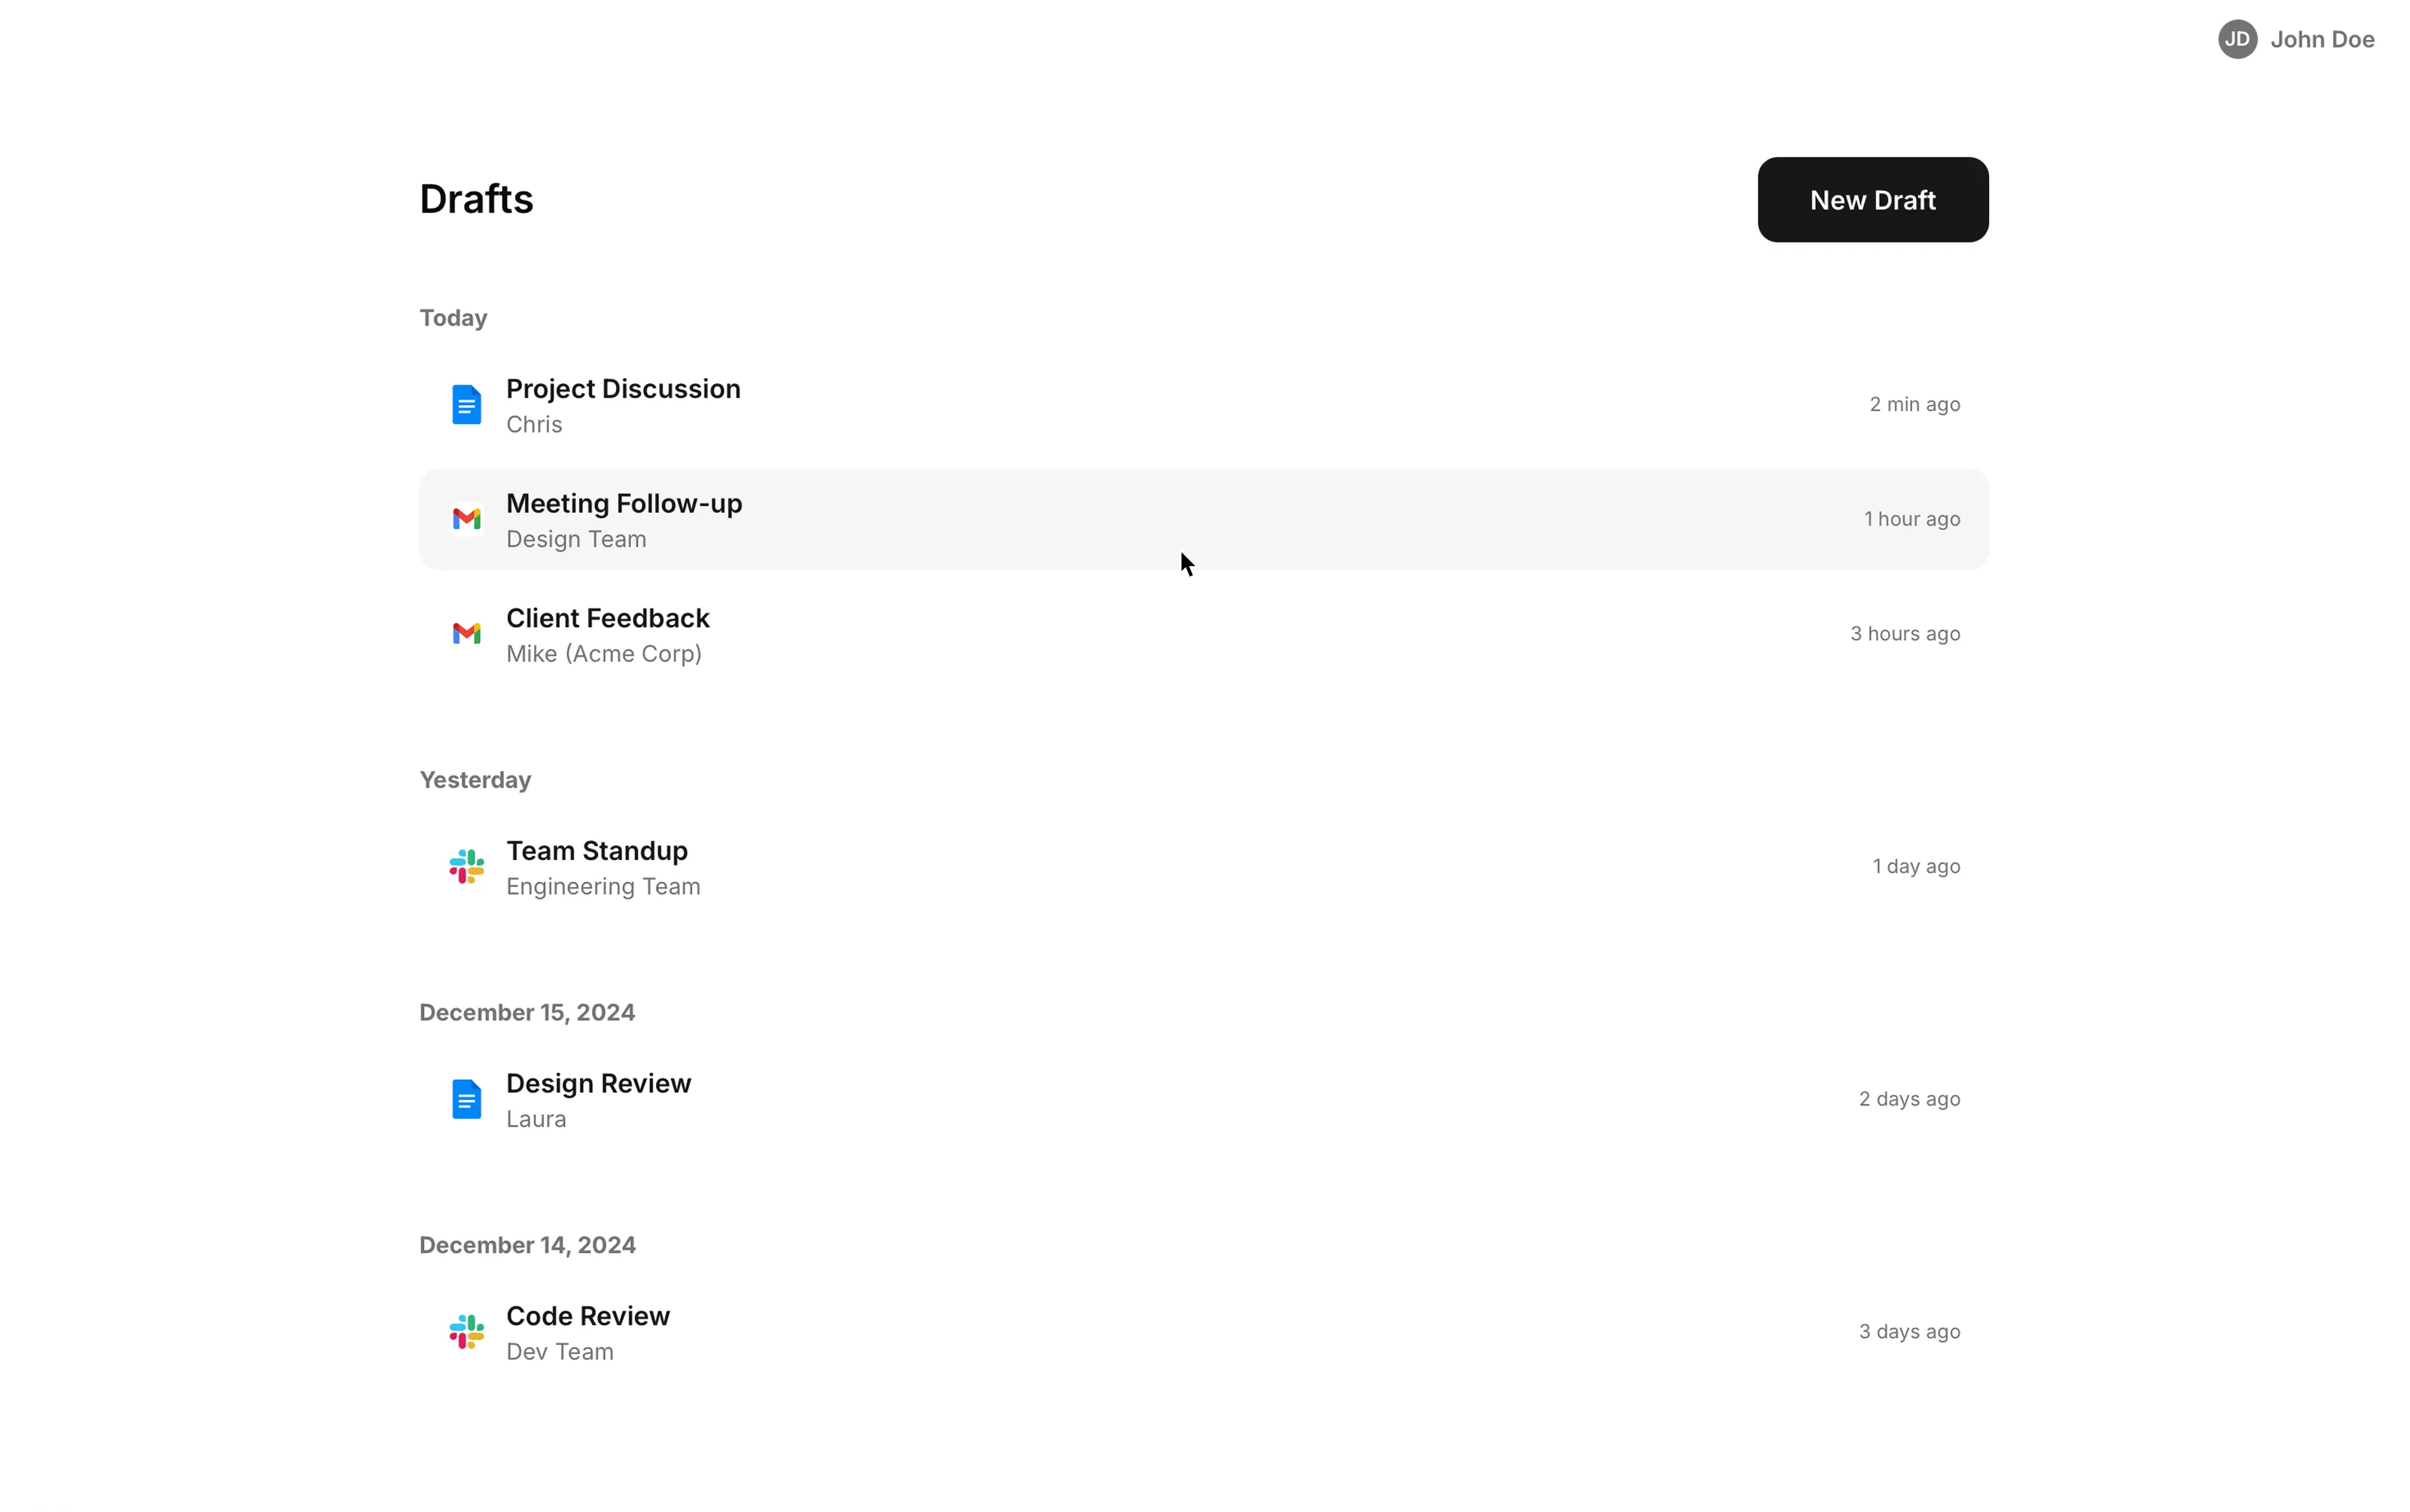 JD John Doe
Drafts
New Draft
Today
Project Discussion
Chris
2 min ago
Meeting Follow-up
Design Team
1 hour ago
Client Feedback
Mike (Acme Corp)
3 hours ago
Yesterday
Team Standup
Engineering Team
1 day ago
December 15, 2024
Design Review
Laura
2 days ago
December 14, 2024
Code Review
Dev Team
3 days ago